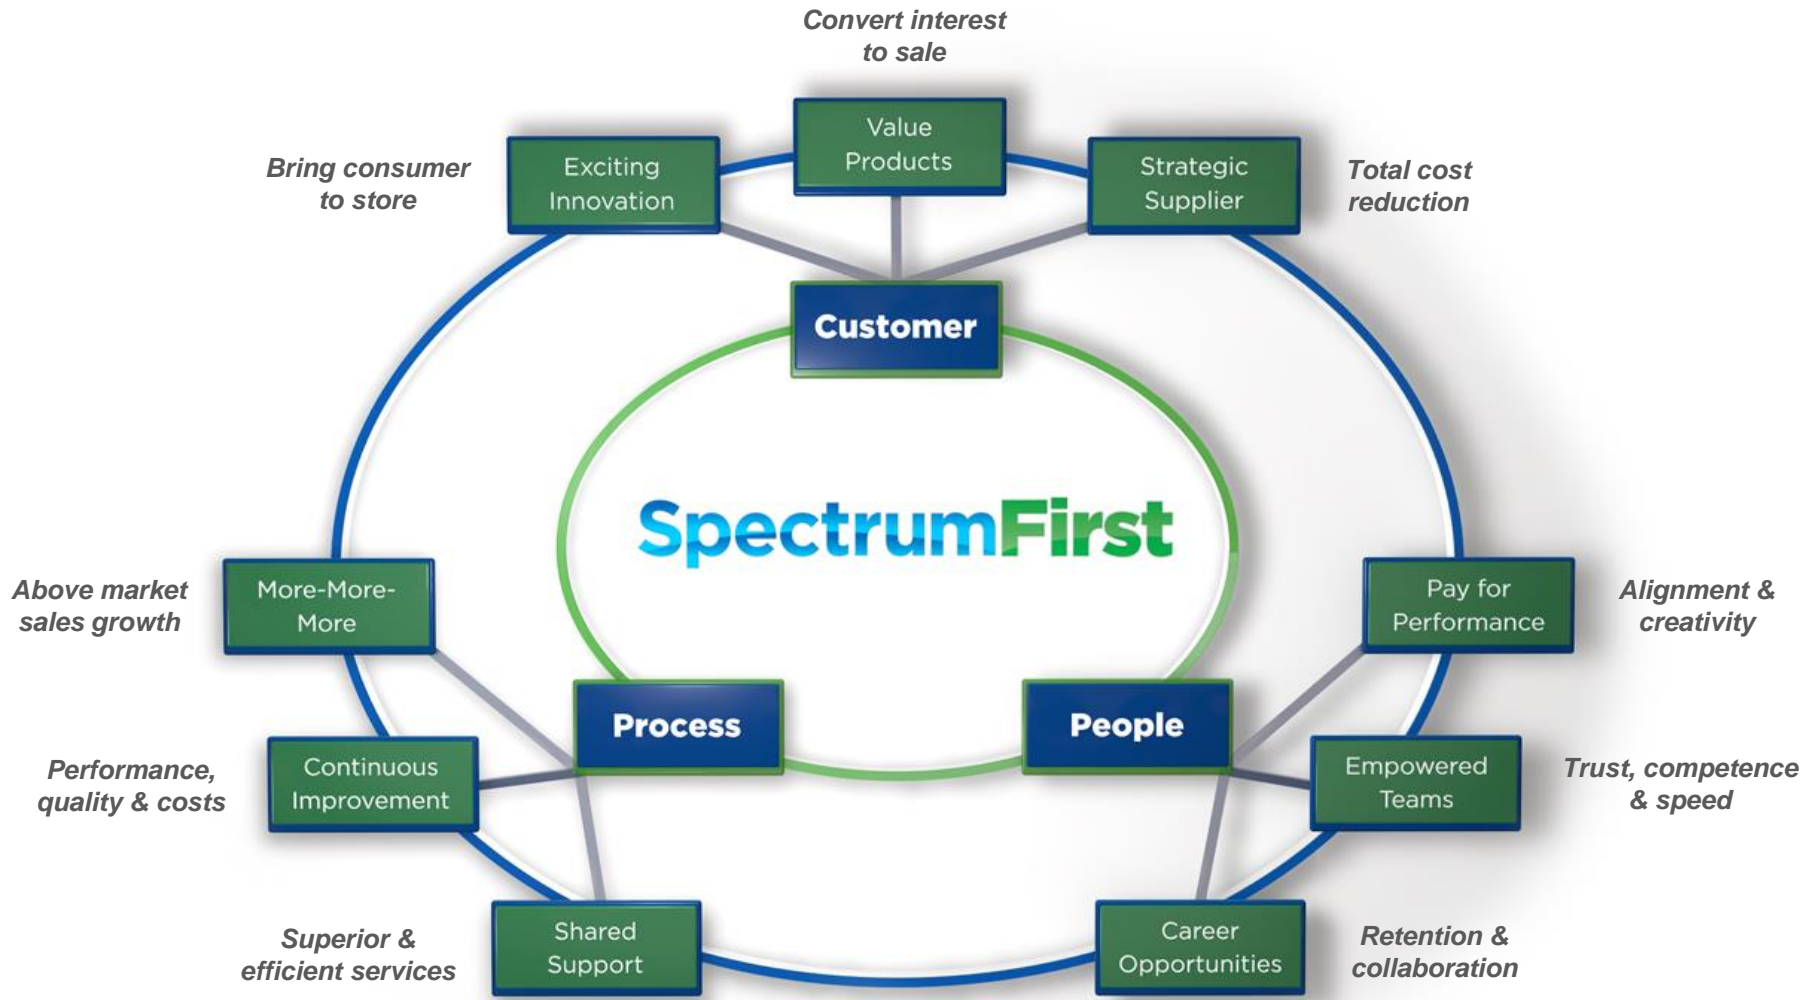 Convert interest
to sale
Value
Products
Bring consumer
to store
Exciting
Innovation
Strategic
Supplier
Total cost
reduction
Customer
SpectrumFirst
Above market
sales growth
More-More-
More
Pay for
Performance
Alignment &
creativity
Process
People
Performance,
quality & costs
Continuous
Improvement
Empowered
Teams
Trust, competence
& speed
Superior &
efficient services
Shared
Support
Career
Opportunities
Retention &
collaboration